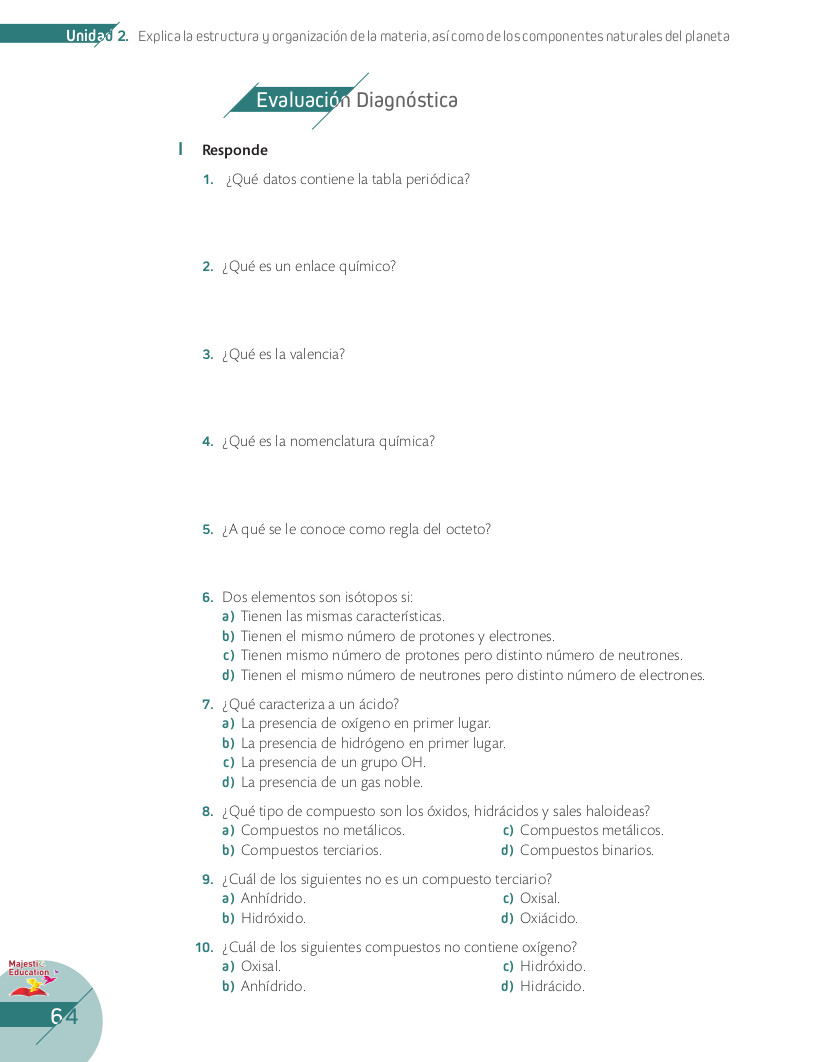 Unidad 2. Explica la estructura y organización de la materia, así como de los componentes naturales del planeta
Evaluación Diagnóstica
I Responde
1. ¿Qué datos contiene la tabla periódica?
2. ¿Qué es un enlace químico?
3. ¿Qué es la valencia?
4. ¿Qué es la nomenclatura química?
5. ¿A qué se le conoce como regla del octeto?
6. Dos elementos son isótopos si:
a) Tienen las mismas características.
b) Tienen el mismo número de protones y electrones.
c) Tienen mismo número de protones pero distinto número de neutrones.
d) Tienen el mismo número de neutrones pero distinto número de electrones.
7. ¿Qué caracteriza a un ácido?
a) La presencia de oxígeno en primer lugar.
b) La presencia de hidrógeno en primer lugar.
c) La presencia de un grupo OH.
d) La presencia de un gas noble.
8. ¿Qué tipo de compuesto son los óxidos, hidrácidos y sales haloideas?
a) Compuestos no metálicos. c) Compuestos metálicos.
b) Compuestos terciarios. d) Compuestos binarios.
9. ¿Cuál de los siguientes no es un compuesto terciario?
a) Anhídrido. c) Oxisal.
b) Hidróxido. d) Oxiácido.
10. ¿Cuál de los siguientes compuestos no contiene oxígeno?
a) Oxisal. c) Hidróxido.
b) Anhídrido. d) Hidrácido.
Majestic
Education
64